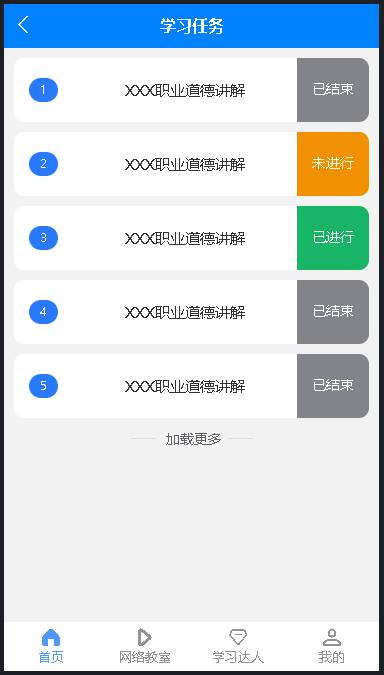 学习任务
1 XXX职业道德讲解 已结束
2 XXX职业道德讲解 未进行
3 XXX职业道德讲解 已进行
4 XXX职业道德讲解 已结束
5 XXX职业道德讲解 已结束
加载更多
首页 网络教室 学习达人 我的